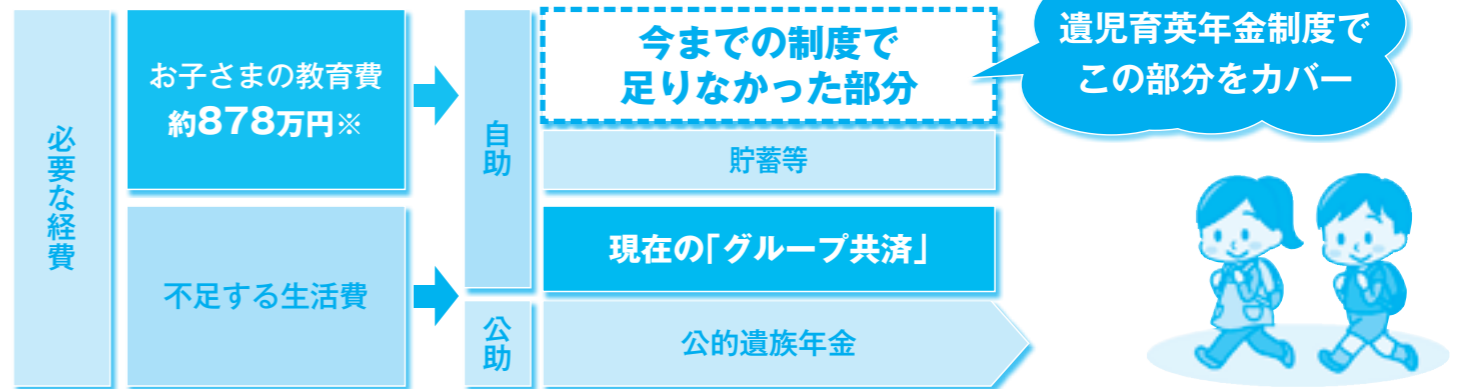 必要な経費
お子さまの教育費
約878万円※
不足する生活費
自助
公助
今までの制度で
足りなかった部分
貯蓄等
現在の｢グループ共済｣
公的遺族年金
遺児育英年金制度で
この部分をカバー